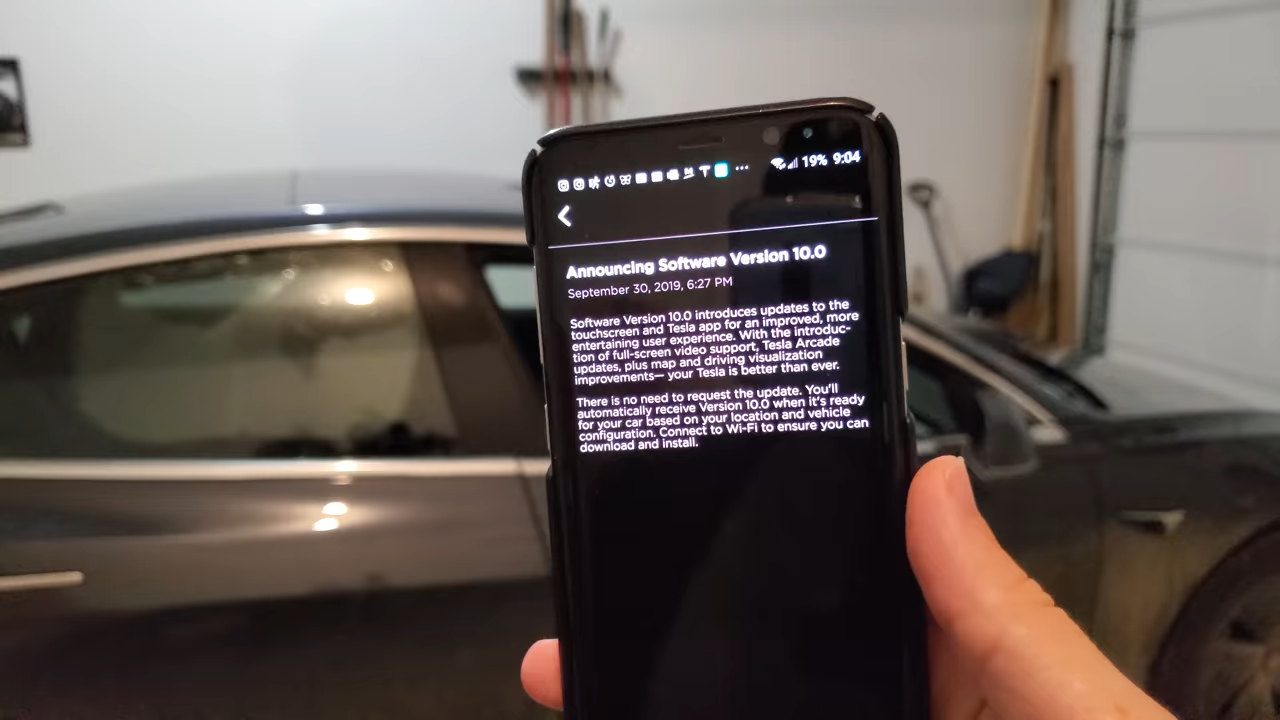 19% 9:04
Announcing Software Version 10.0
September 30, 2019, 6:27 PM
Software Version 10.0 introduces updates to the
touchscreen and Tesla app for an improved, more
entertaining user experience. With the introduc-
tion of full-screen video support, Tesla Arcade
updates, plus map and driving visualization
improvements— your Tesla is better than ever.
There is no need to request the update. You'll
automatically receive Version 10.0 when it's ready
for your car based on your location and vehicle
configuration. Connect to Wi-Fi to ensure you can
download and install.